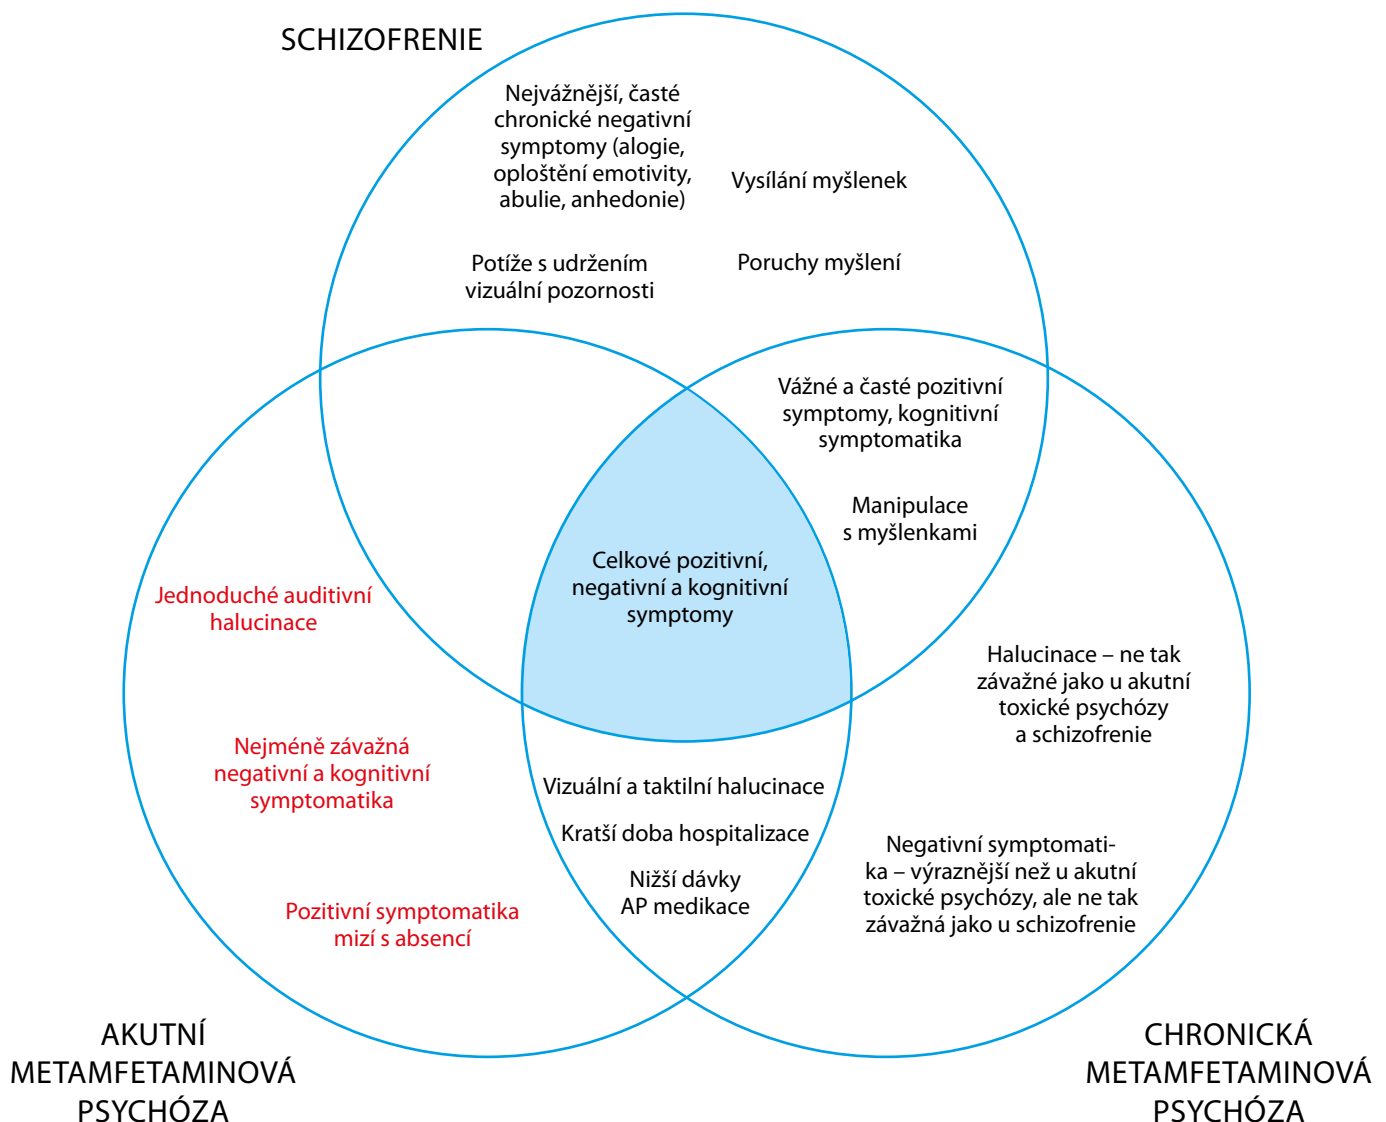 SCHIZOFRENIE
Nejvážnější, časté
chronické negativní
symptomy (alogie,
oploštění emotivity,
abulie, anhedonie)
Vysílání myšlenek
Potíže s udržením
vizuální pozornosti
Poruchy myšlení
Vážné a časté pozitivní
symptomy, kognitivní
symptomatika
Manipulace
s myšlenkami
Celkové pozitivní,
negativní a kognitivní
symptomy
Jednoduché auditivní
halucinace
Nejméně závažná
negativní a kognitivní
symptomatika
Pozitivní symptomatika
mizí s absencí
Vizuální a taktilní halucinace
Kratší doba hospitalizace
Nižší dávky
AP medikace
Halucinace – ne tak
závažné jako u akutní
toxické psychózy
a schizofrenie
Negativní symptomati-
ka – výraznější než u akutní
toxické psychózy, ale ne tak
závažná jako u schizofrenie
AKUTNÍ
METAMFETAMINOVÁ
PSYCHÓZA
CHRONICKÁ
METAMFETAMINOVÁ
PSYCHÓZA